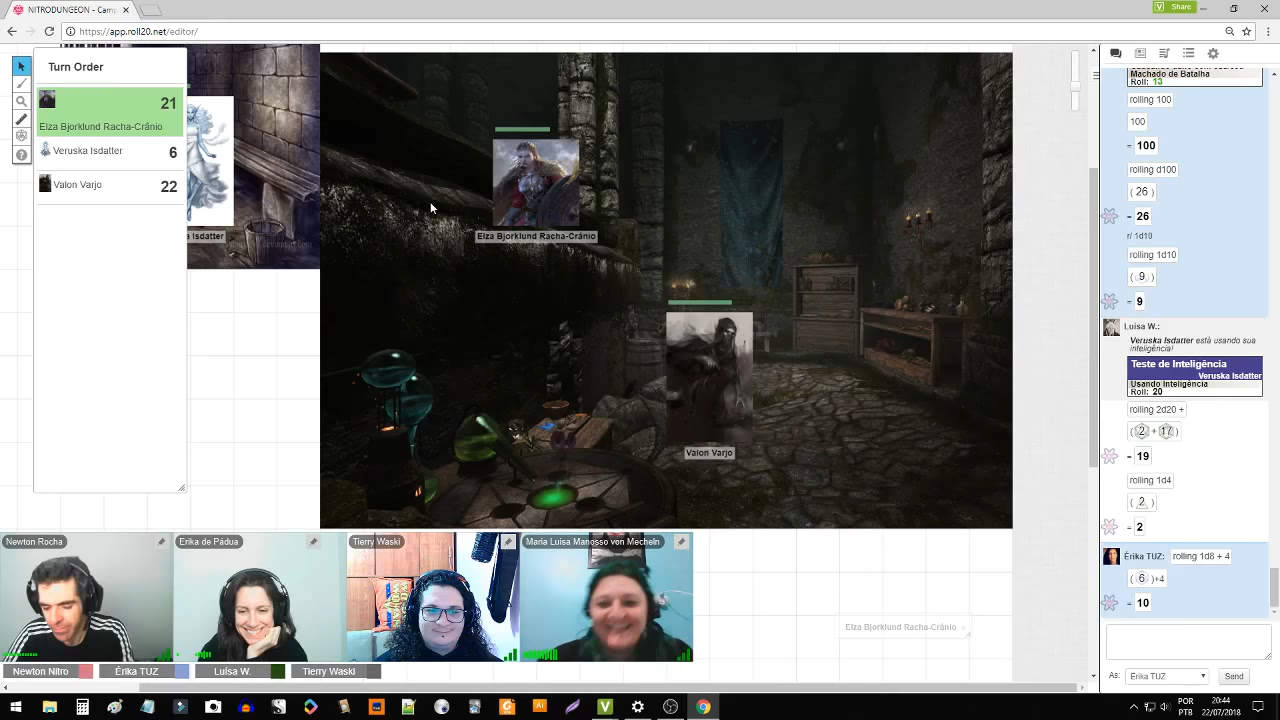 NITRODUNGEON - Camp
Share
https://app.roll20.net/editor/
Turn Order
21
Elza Bjorklund Racha-Crânio
Veruska Isdatter
6
Valon Varjo
22
a Isdatter
Elza Bjorklund Racha-Crânio
Valon Varjo
Machado de Batalha
Roll: 13
rolling 100
100
= 100
rolling d100
( 26 )
= 26
r/ 1d10
rolling 1d10
( 9 )
= 9
Luísa W.:
Veruska Isdatter está usando sua
inteligência!
Teste de Inteligência
Veruska Isdatter
Usando Inteligência
Roll: 20
rolling 2d20 +
( 2 + 17 )
= 19
rolling 1d4
( 2 )
= 2
Érika TUZ:
rolling 1d8 + 4
( 6 )+4
= 10
Newton Rocha
Erika de Pádua
Tierry Waski
Maria Luisa Manosso von Mecheln
Elza Bjorklund Racha-Crânio
Newton Nitro
Érika TUZ
Luísa W.
Tierry Waski
As:
Érika TUZ
Send
POR
PTB
20:44
22/07/2018